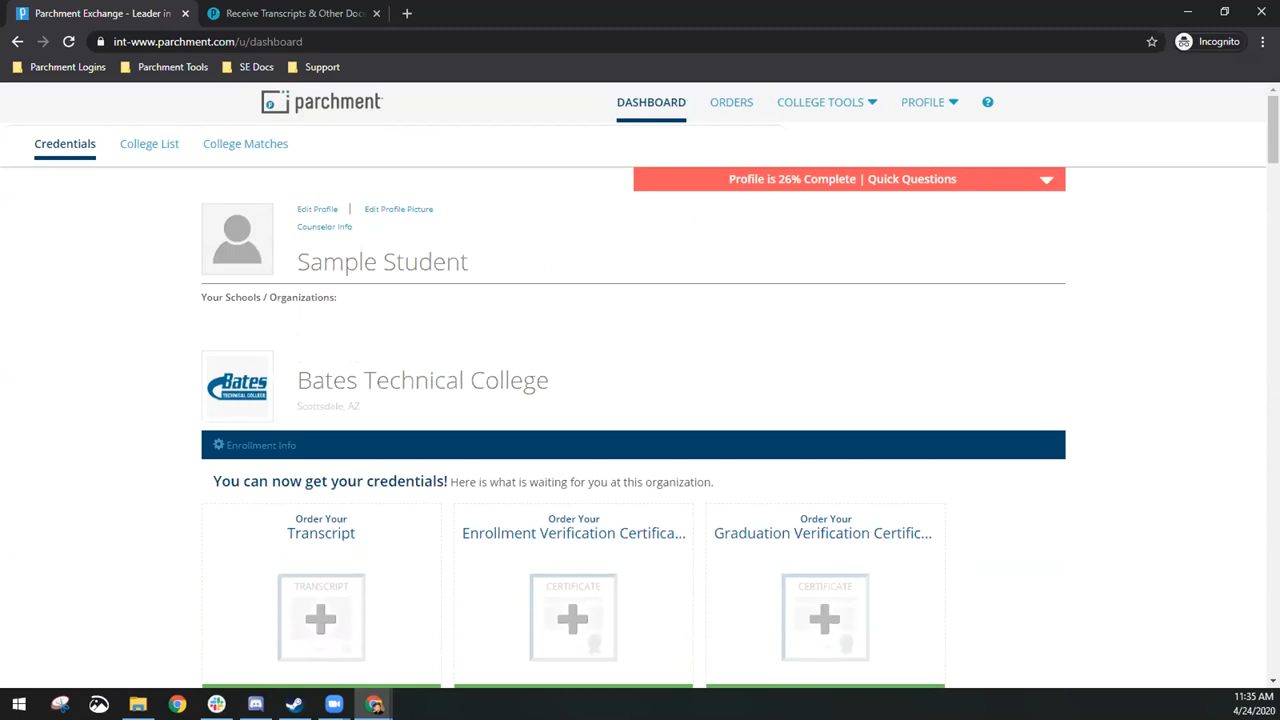 Parchment Exchange - Leader in
Receive Transcripts & Other Doc
int-www.parchment.com/u/dashboard
Incognito
Parchment Logins
Parchment Tools
SE Docs
Support
parchment
DASHBOARD
ORDERS
COLLEGE TOOLS
PROFILE
?
Credentials
College List
College Matches
Profile is 26% Complete | Quick Questions
Edit Profile | Edit Profile Picture
Counselor Info
Sample Student
Your Schools / Organizations:
Bates
TECHNICAL COLLEGE
Bates Technical College
Scottsdale, AZ
Enrollment Info
You can now get your credentials! Here is what is waiting for you at this organization.
Order Your
Transcript
Order Your
Enrollment Verification Certifica...
Order Your
Graduation Verification Certific...
TRANSCRIPT
CERTIFICATE
CERTIFICATE
11:35 AM
4/24/2020